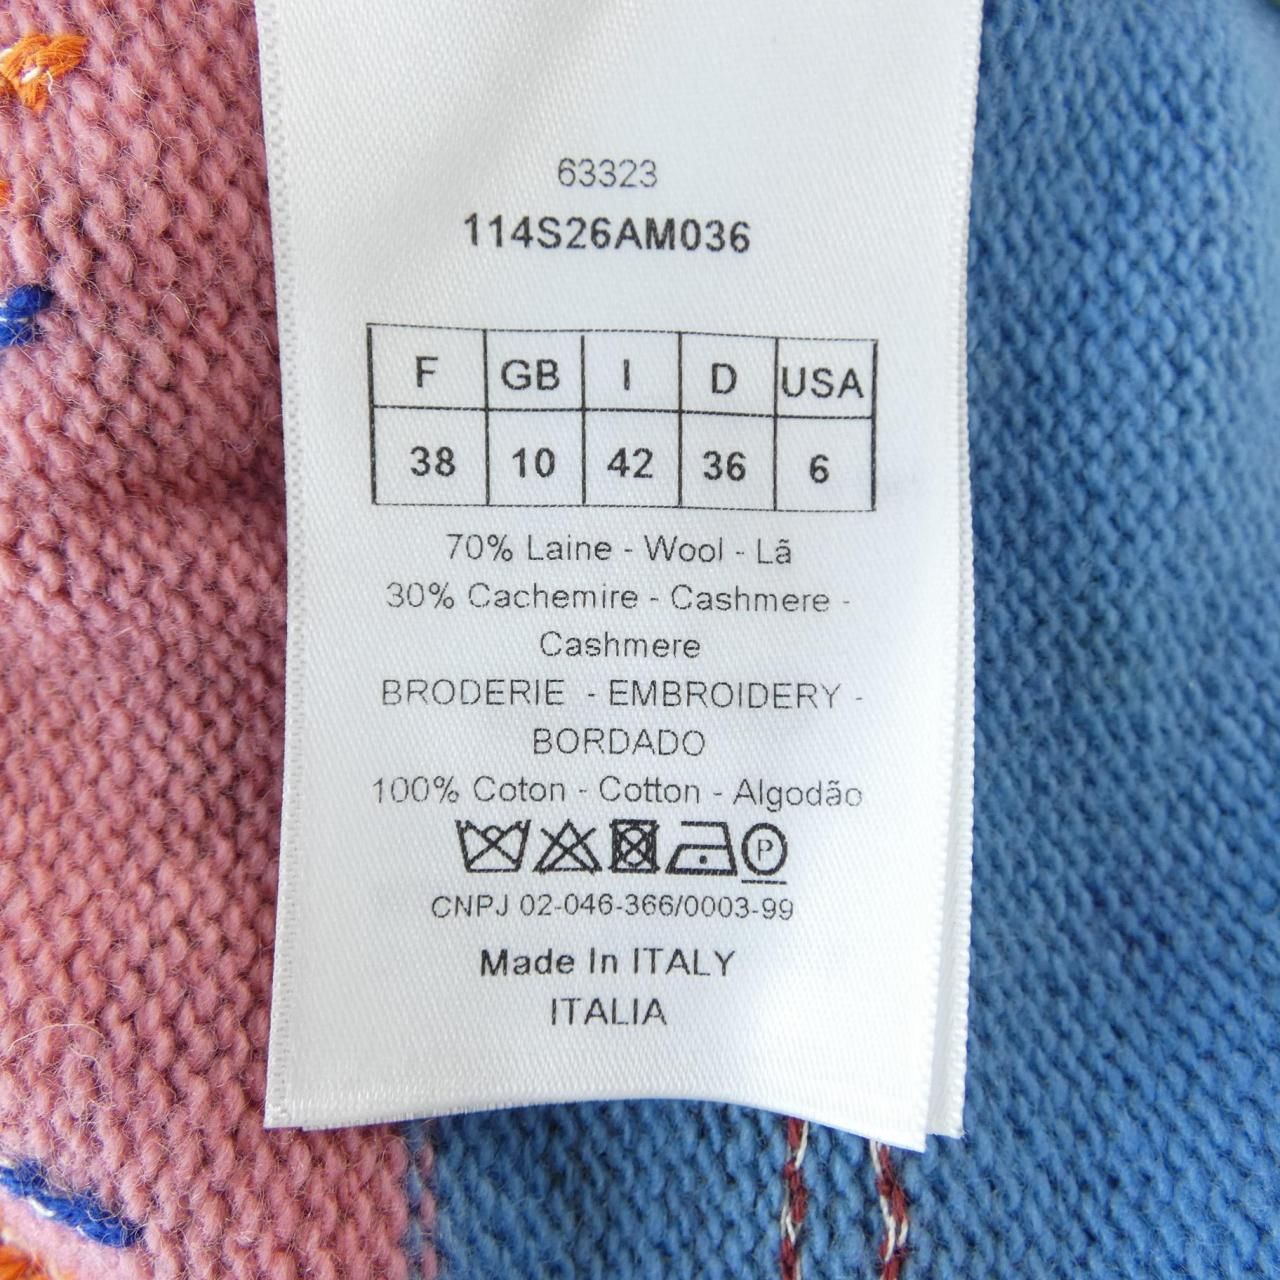 63323
114S26AM036
F GB I D USA
38 10 42 36 6
70% Laine - Wool - Lã
30% Cachemire - Cashmere -
Cashmere
BRODERIE - EMBROIDERY -
BORDADO
100% Coton - Cotton - Algodão
P
CNPJ 02-046-366/0003-99
Made In ITALY
ITALIA